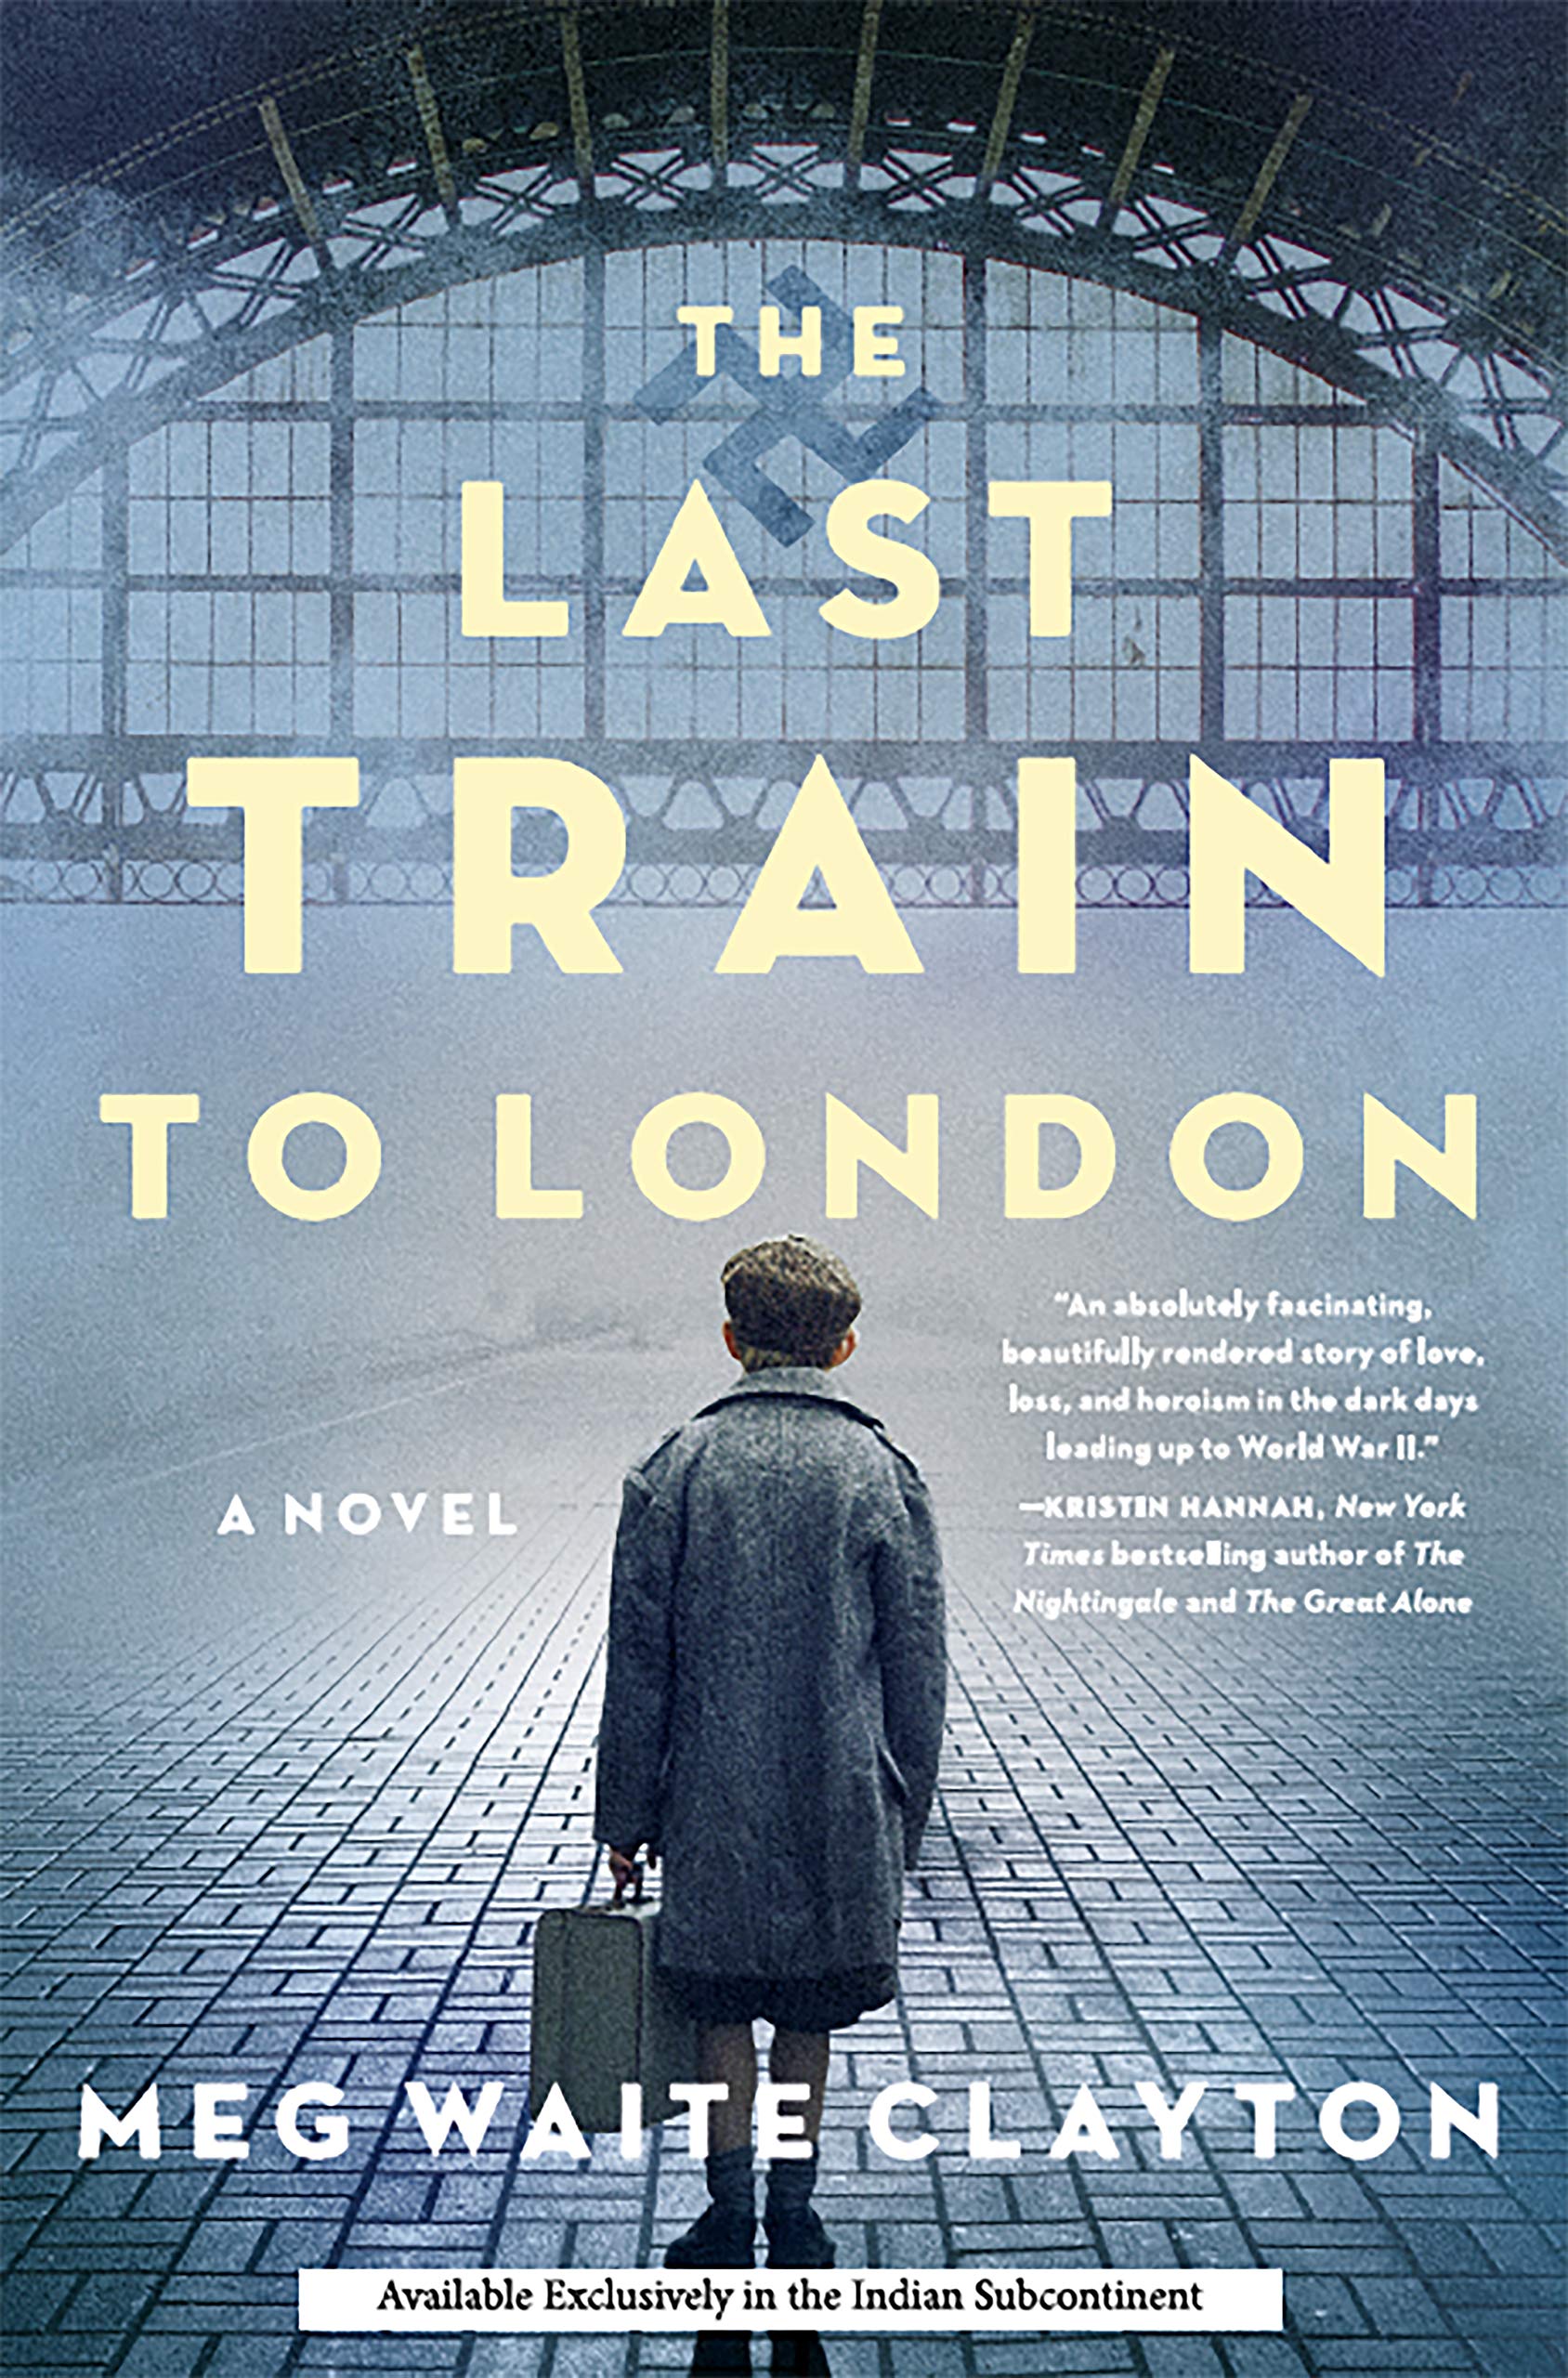 THE
LAST
TRAIN
TO LONDON
"An absolutely fascinating,
beautifully rendered story of love,
loss, and heroism in the dark days
leading up to World War II."
—KRISTIN HANNAH, New York
Times bestselling author of The
Nightingale and The Great Alone
A NOVEL
MEG WAITE CLAYTON
Available Exclusively in the Indian Subcontinent